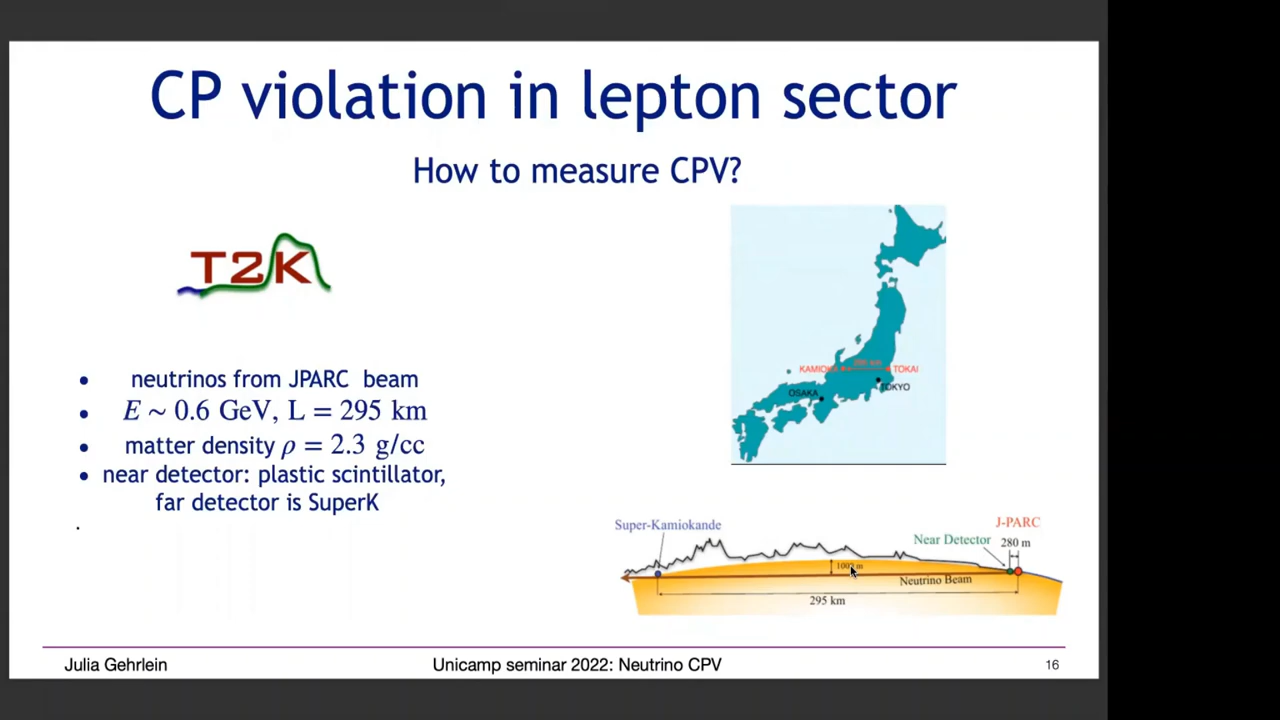 CP violation in lepton sector
How to measure CPV?
T2K
• neutrinos from JPARC beam
• E ~ 0.6 GeV, L = 295 km
• matter density ρ = 2.3 g/cc
• near detector: plastic scintillator,
far detector is SuperK
TOKAI
TOKYO
OSAKA
Super-Kamiokande
J-PARC
Near Detector
280 m
Neutrino Beam
295 km
Julia Gehrlein
Unicamp seminar 2022: Neutrino CPV
16